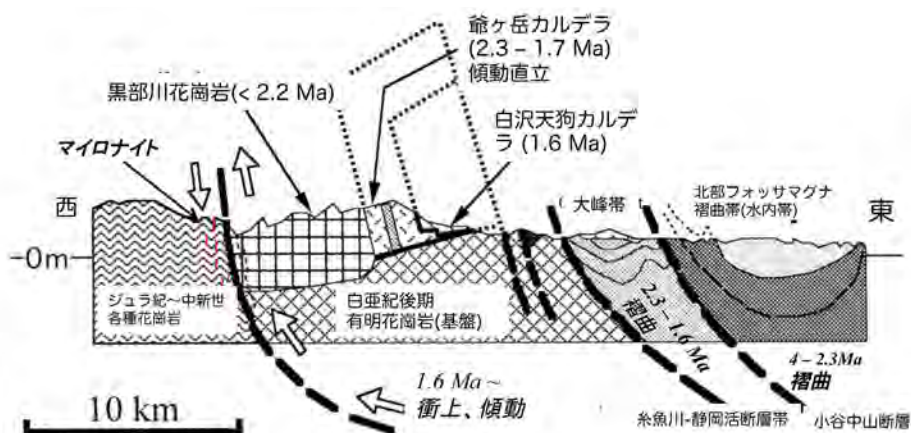 爺ヶ岳カルデラ
(2.3 – 1.7 Ma)
傾動直立
黒部川花崗岩(< 2.2 Ma)
白沢天狗カルデ
ラ (1.6 Ma)
マイロナイト
西
大峰帯
北部フォッサマグナ
褶曲帯(水内帯)
東
0m
ジュラ紀〜中新世
各種花崗岩
白亜紀後期
有明花崗岩(基盤)
2.3 – 1.6 Ma
褶曲
4 – 2.3Ma
褶曲
1.6 Ma ~
衝上、傾動
10 km
糸魚川-静岡活断層帯
小谷中山断層